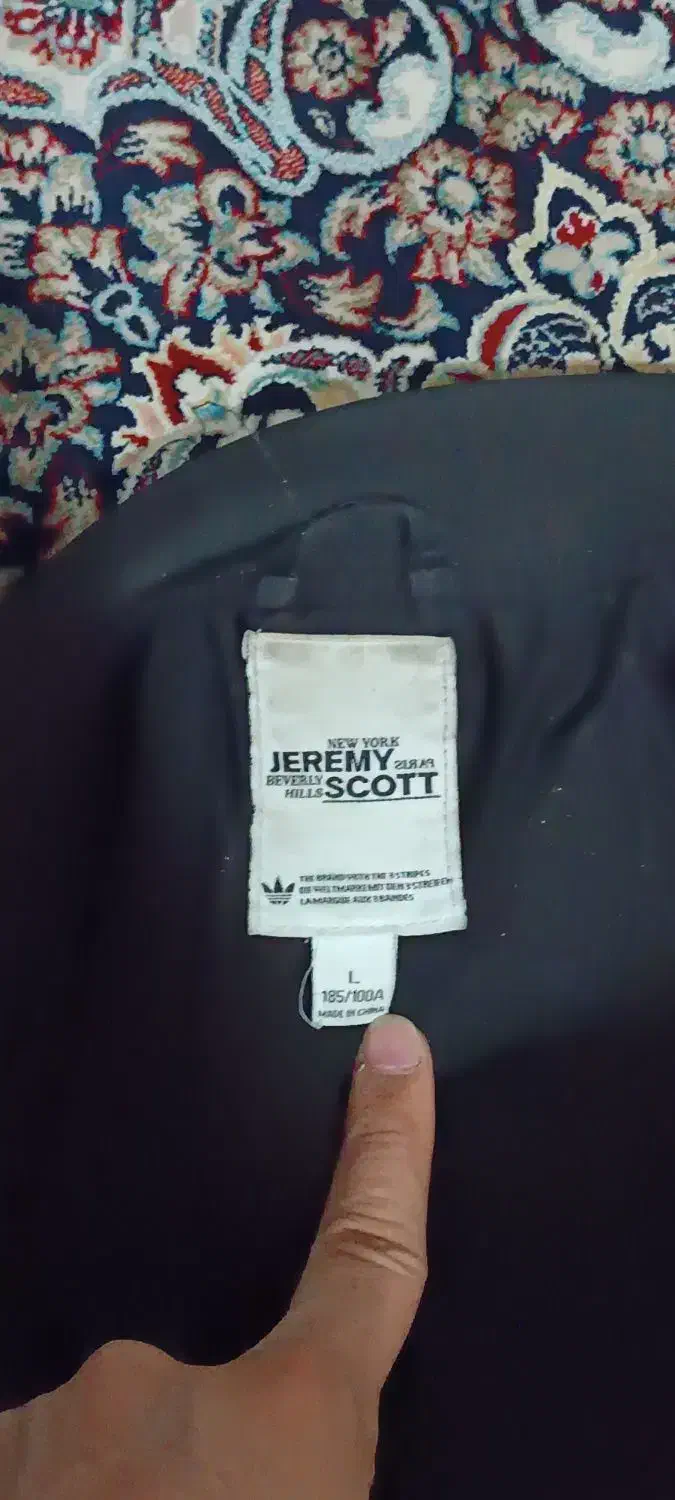 NEW YORK
JEREMY PARIS
BEVERLY
HILLS SCOTT
THE BRAND WITH THE 3 STRIPES
DIE WELTMARKE MIT DEN 3 STREIFEN
LA MARQUE AUX 3 BANDES
L
185/100A
MADE IN CHINA